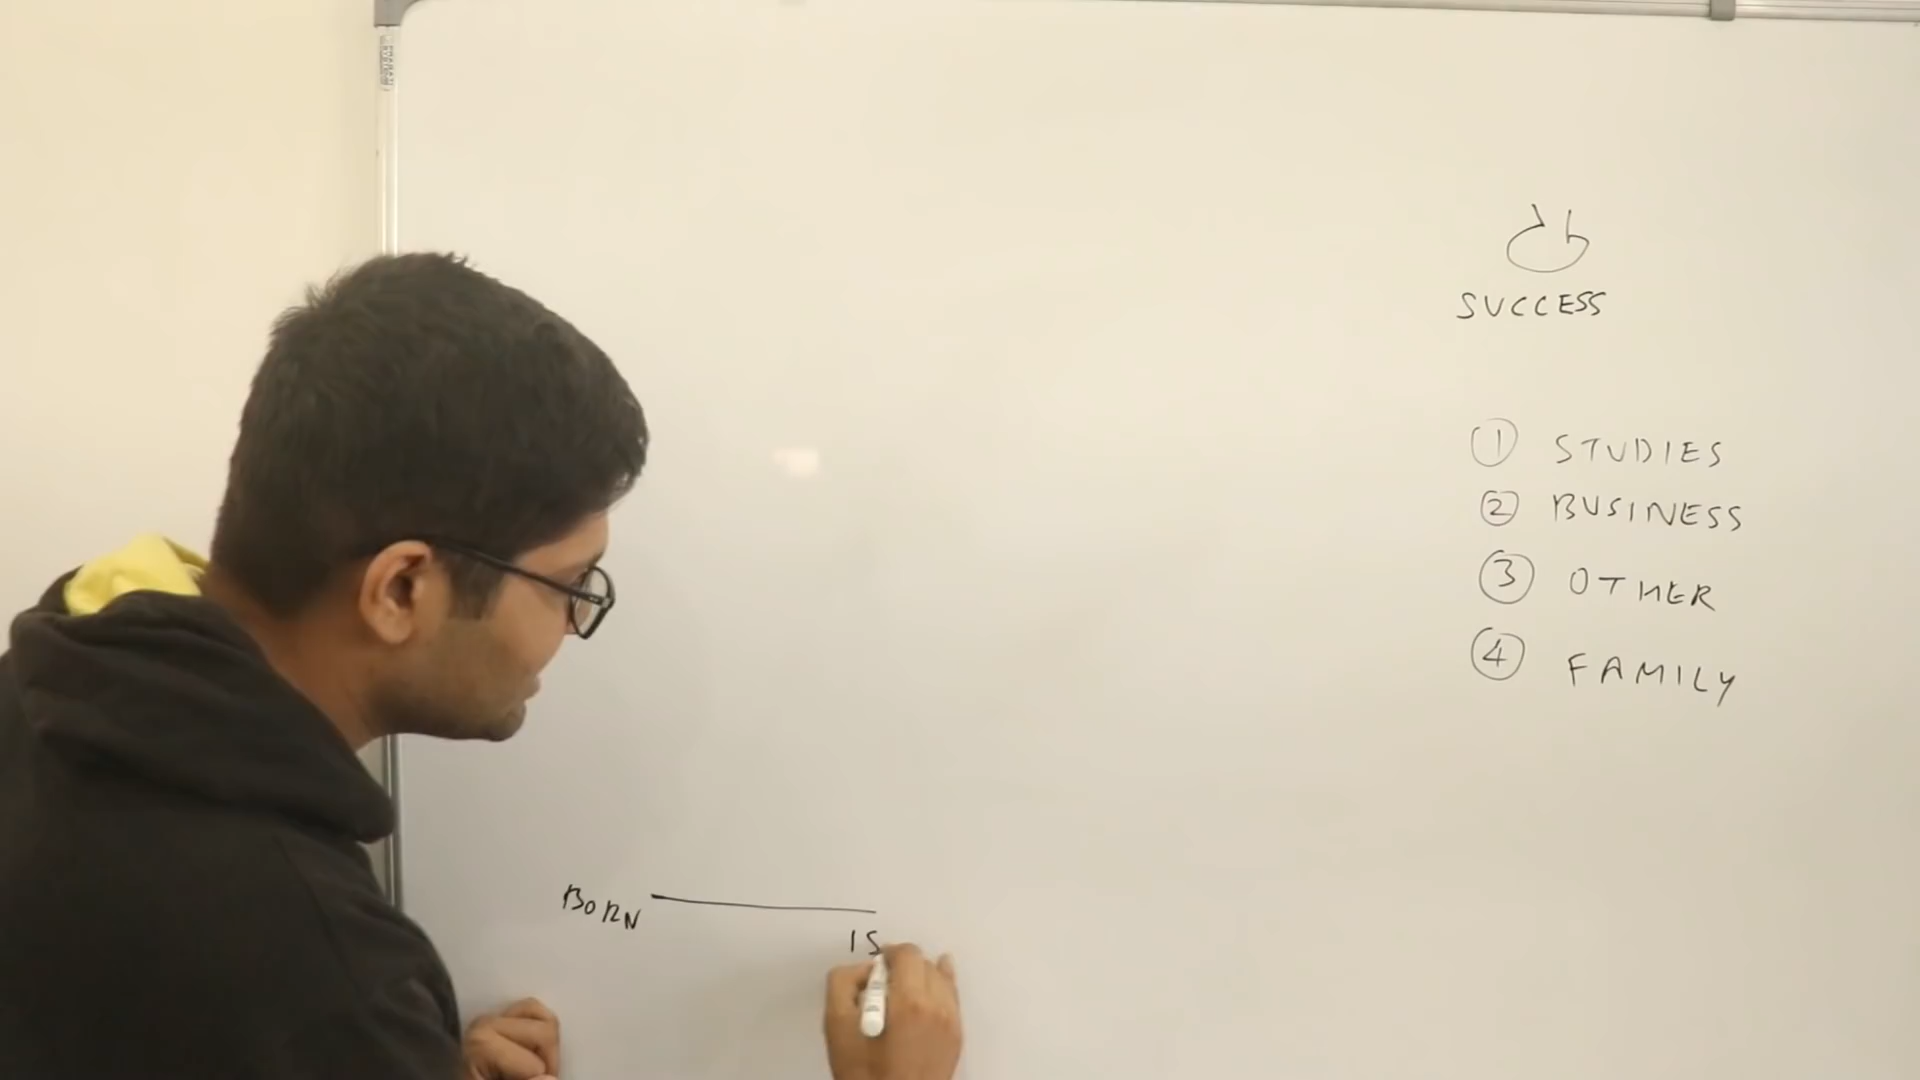 SUCCESS
1 STUDIES
2 BUSINESS
3 OTHER
4 FAMILY
BORN